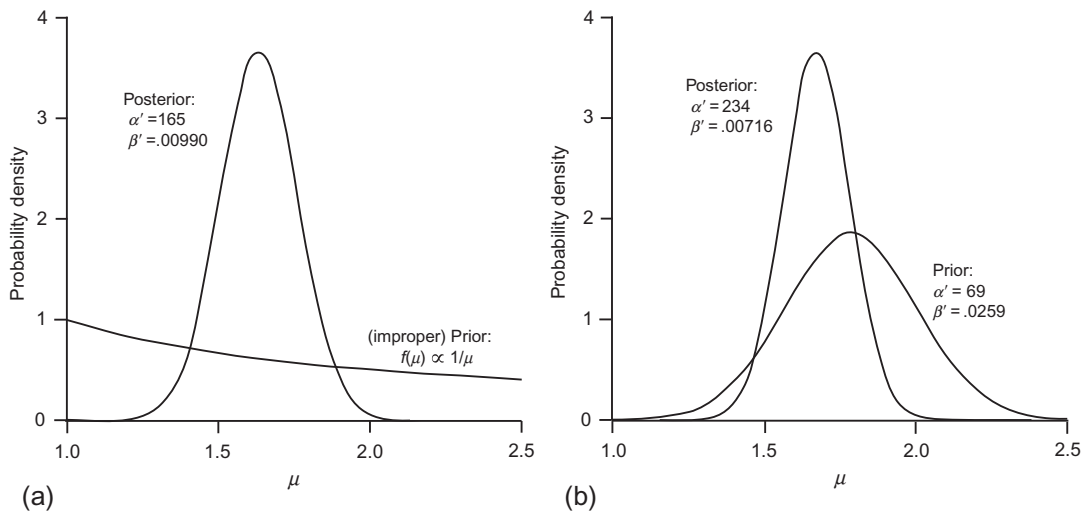 4
3
2
1
0
Probability density
Posterior:
α′ =165
β′ =.00990
(improper) Prior:
f(μ) ∝ 1/μ
1.0
1.5
2.0
2.5
μ
(a)
4
3
2
1
0
Probability density
Posterior:
α′ = 234
β′ = .00716
Prior:
α′ = 69
β′ = .0259
1.0
1.5
2.0
2.5
μ
(b)